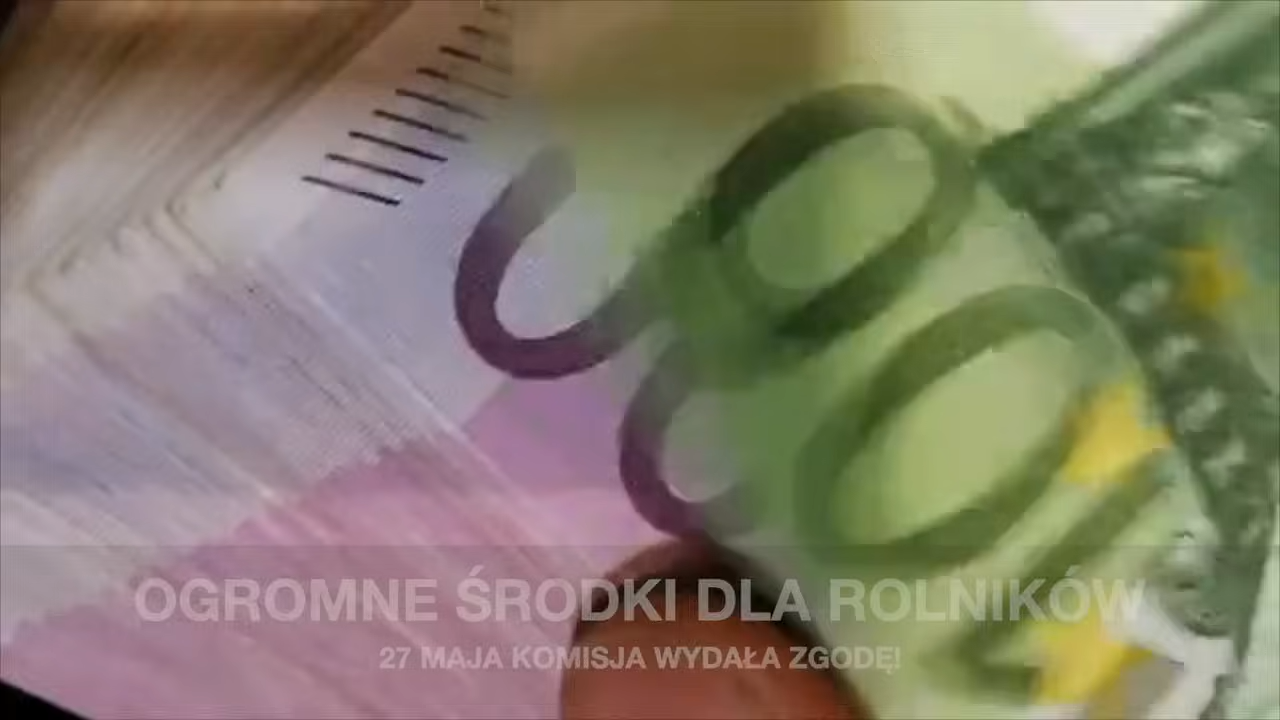 OGROMNE ŚRODKI DLA ROLNIKÓW
27 MAJA KOMISJA WYDAŁA ZGODĘ!